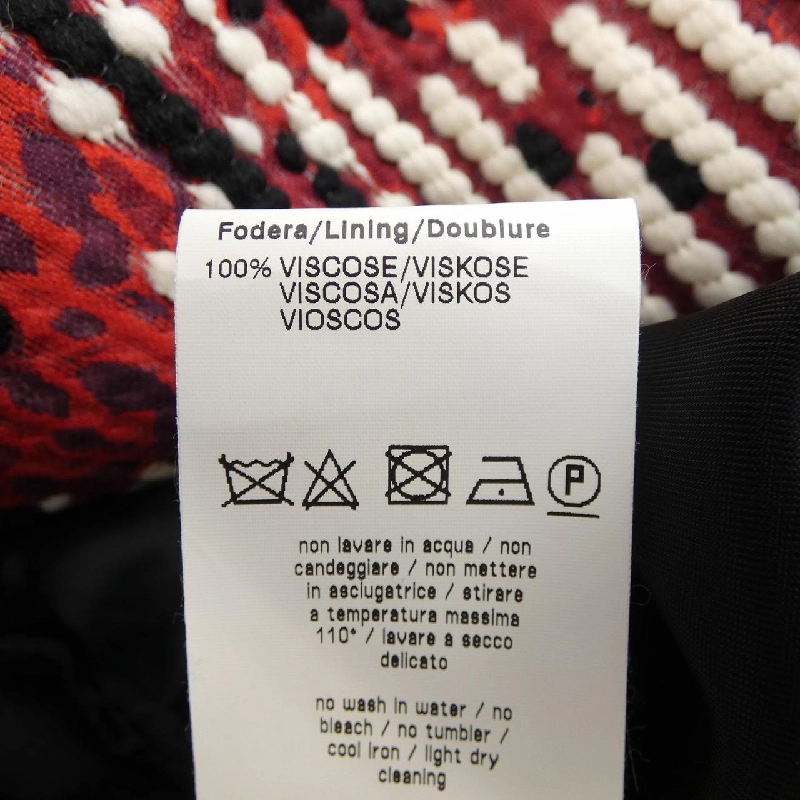 Fodera/Lining/Doublure
100% VISCOSE/VISKOSE
VISCOSA/VISKOS
VIOSCOS
P
non lavare in acqua / non
candeggiare / non mettere
in asciugatrice / stirare
a temperatura massima
110° / lavare a secco
delicato
no wash in water / no
bleach / no tumbler /
cool iron / light dry
cleaning